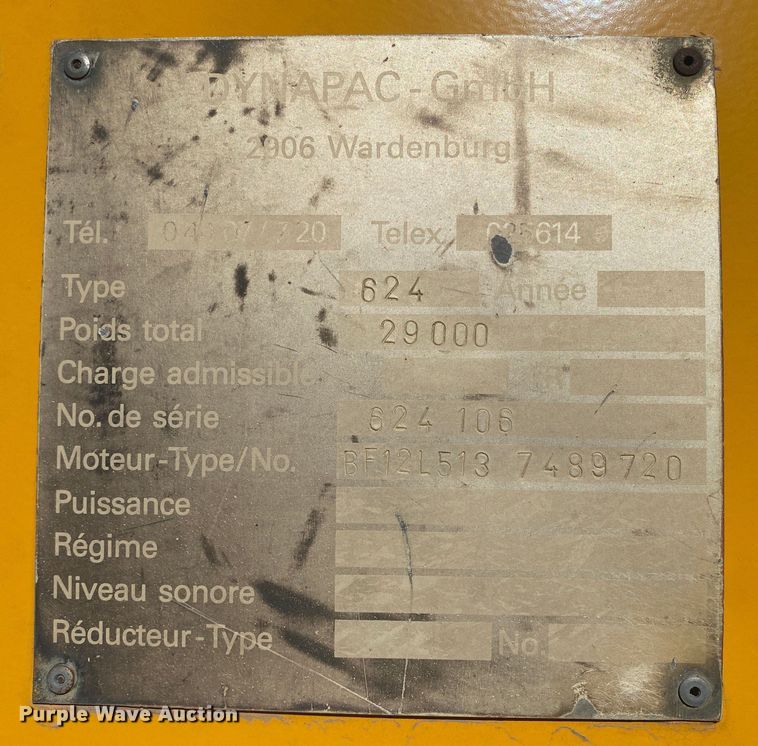 DYNAPAC-GmbH
2906 Wardenburg
Tél. Telex
Type 624 Année
Poids total 29000
Charge admissible
No. de série 624 106
Moteur-Type/No. BF12L513 7489720
Puissance
Régime
Niveau sonore
Réducteur-Type No.
Purple Wave Auction